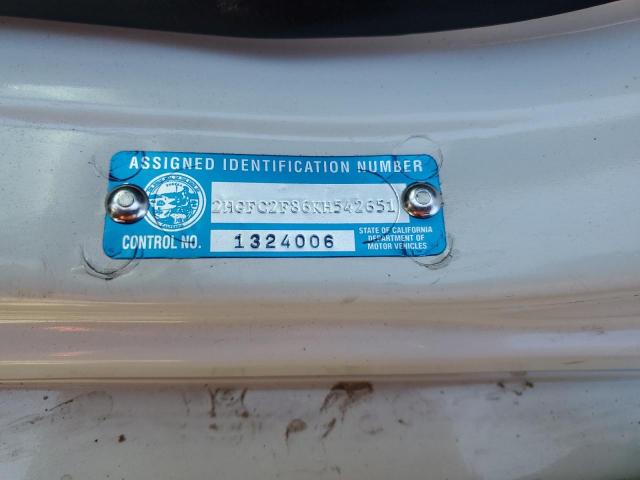 ASSIGNED IDENTIFICATION NUMBER
2HGFC2F86KH542651
CONTROL NO. 1324006
STATE OF CALIFORNIA
DEPARTMENT OF
MOTOR VEHICLES